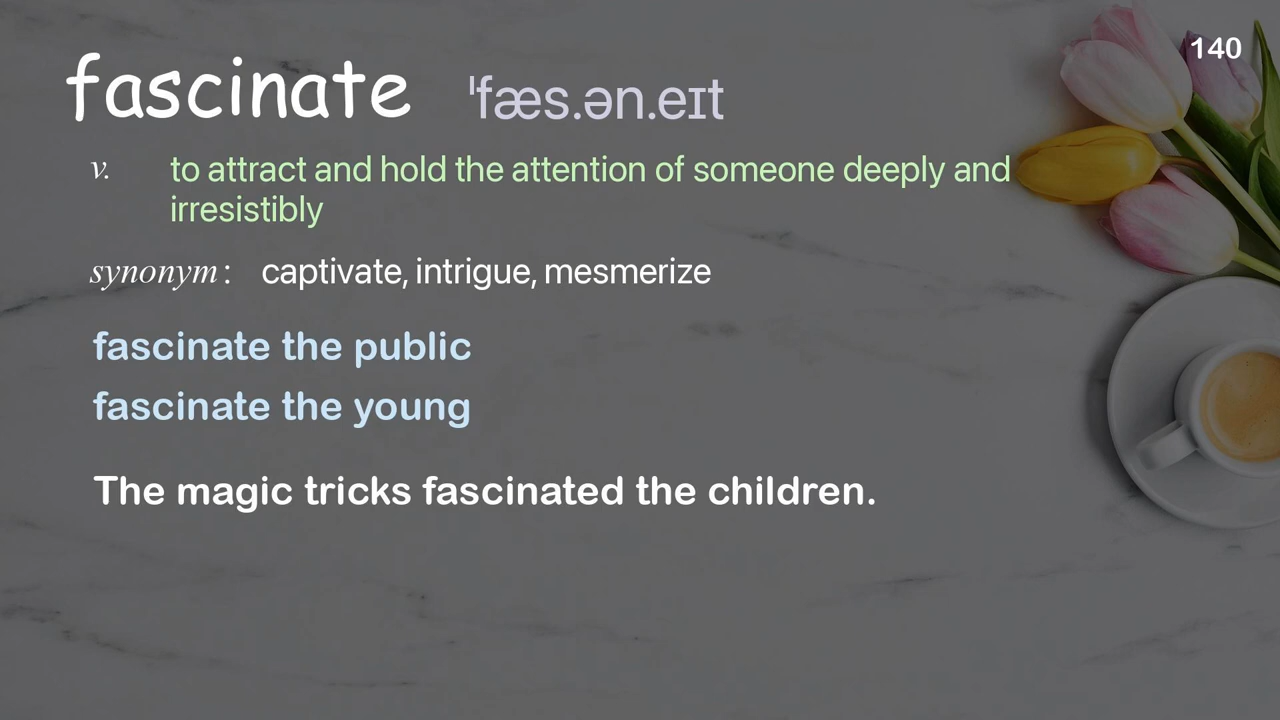 140
fascinate ˈfæs.ən.eɪt
v. to attract and hold the attention of someone deeply and
irresistibly
synonym: captivate, intrigue, mesmerize
fascinate the public
fascinate the young
The magic tricks fascinated the children.